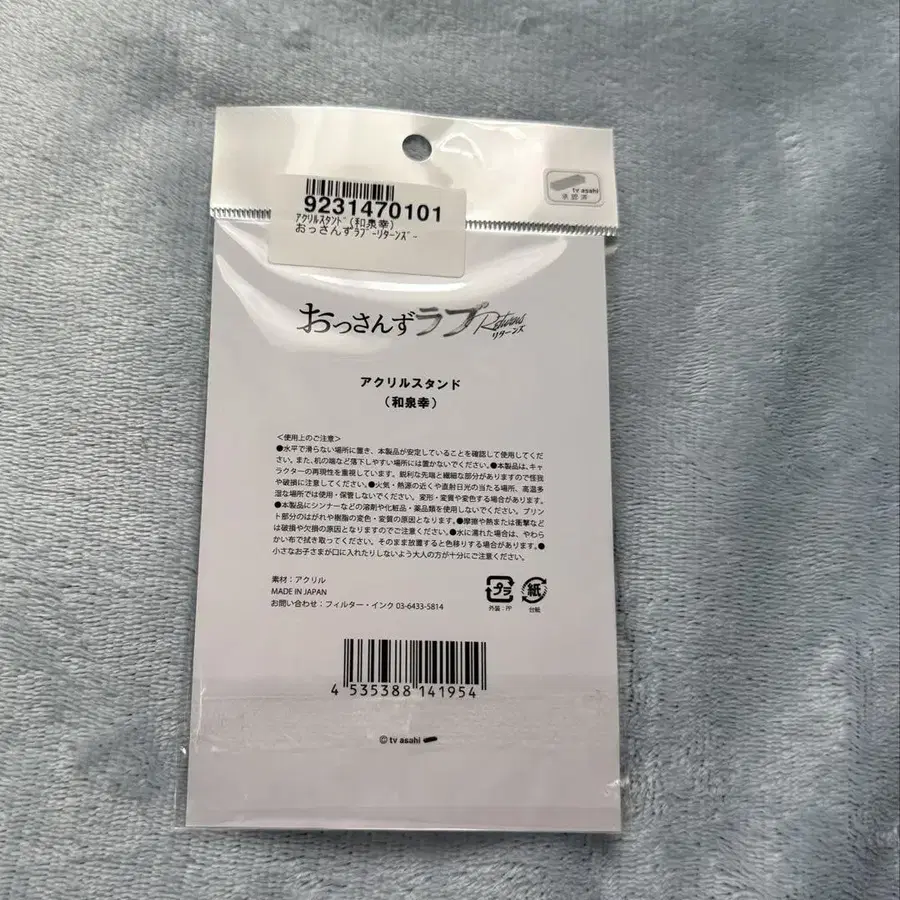 tv asahi
承認済
9231470101
アクリルスタンド(和泉幸)
おっさんずラブ-リターンズ-
おっさんずラブ Returns
リターンズ
アクリルスタンド
（和泉幸）
＜使用上のご注意＞
●水平で滑らない場所に置き、本製品が安定していることを確認して使用してくだ
さい。また、机の端など落下しやすい場所には置かないでください。●本製品は、キャ
ラクターの再現性を重視しています。鋭利な先端と繊細な部分がありますので怪我
や破損に注意してください。●火気・熱源の近くや直射日光の当たる場所、高温多
湿な場所では使用・保管しないでください。変形・変質や変色する場合があります。
●本製品にシンナーなどの溶剤や化粧品・薬品類を使用しないでください。プリン
ト部分のはがれや樹脂の変色・変質の原因となります。●摩擦や熱または衝撃など
は破損や欠損の原因となりますのでご注意ください。●水に濡れた場合は、やわら
かい布で拭き取ってください。そのまま放置すると色移りする場合があります。●
小さなお子さまが口に入れたりしないよう大人の方が十分にご注意ください。
素材：アクリル
MADE IN JAPAN
お問い合わせ：フィルター・インク 03-6433-5814
プラ
外装：PP
紙
台紙
4 535388 141954
© tv asahi